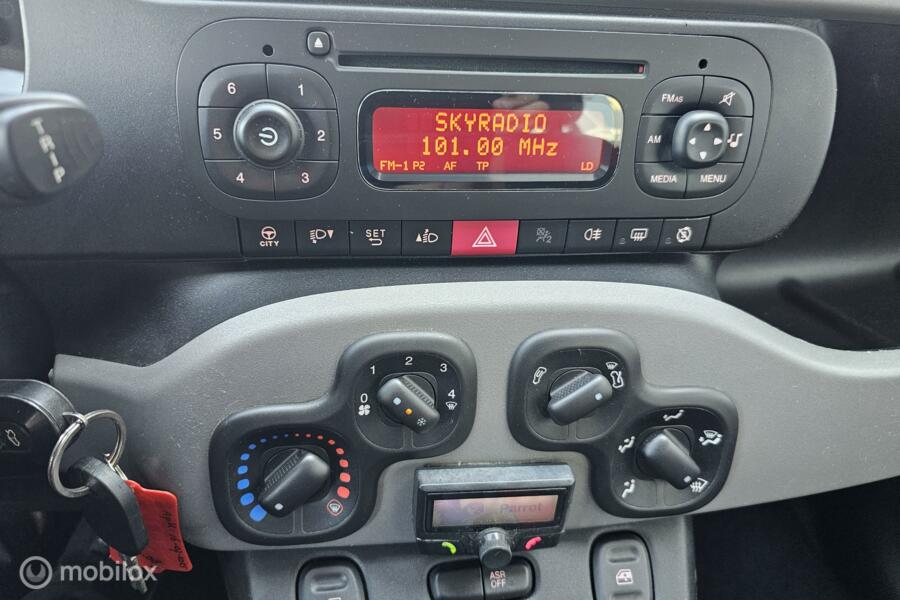 6 1
5 2
4 3
SKYRADIO
101.00 MHz
FM-1 P2 AF TP LD
FMAS
AM
MEDIA MENU
TRIP
CITY
SET
2
0 1 2 3 4
Parrot
ASR
OFF
mobilox